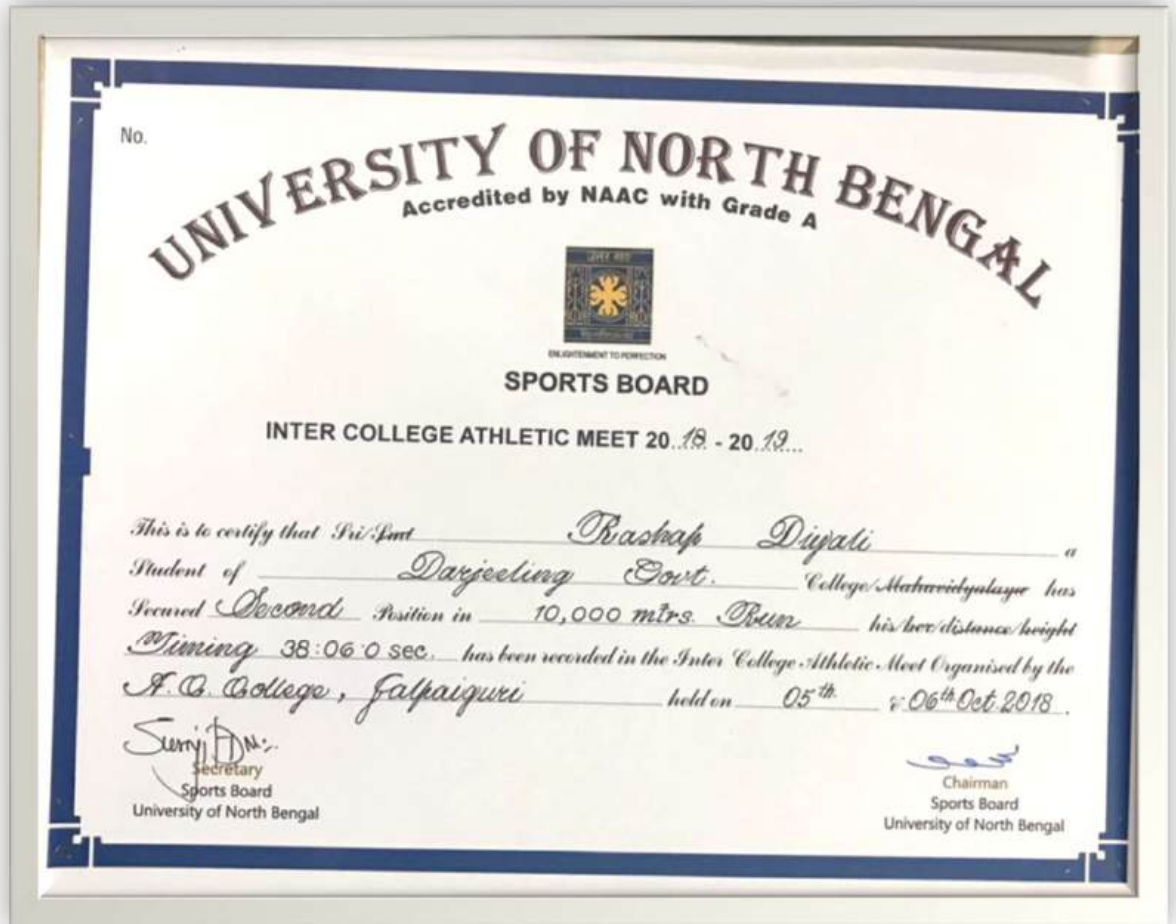 No.
UNIVERSITY OF NORTH BENGAL
Accredited by NAAC with Grade A
ENLIGHTENMENT TO PERFECTION
SPORTS BOARD
INTER COLLEGE ATHLETIC MEET 20 18 - 20 19
This is to certify that Sri/Smt Rashap Diyali a
Student of Darjeeling Govt. College/Mahavidyalaya has
Secured Second Position in 10,000 mtrs. Run his/her/distance/height
Timing 38:06:0 sec. has been recorded in the Inter College Athletic Meet Organised by the
A. C. College, Jalpaiguri held on 05th & 06th Oct. 2018.
Secretary
Sports Board
University of North Bengal
Chairman
Sports Board
University of North Bengal